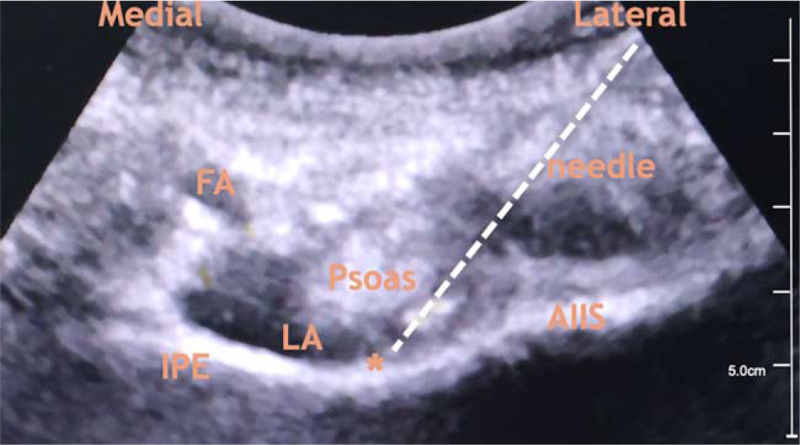 Medial
Lateral
needle
FA
Psoas
AIIS
LA
*
IPE
5.0cm